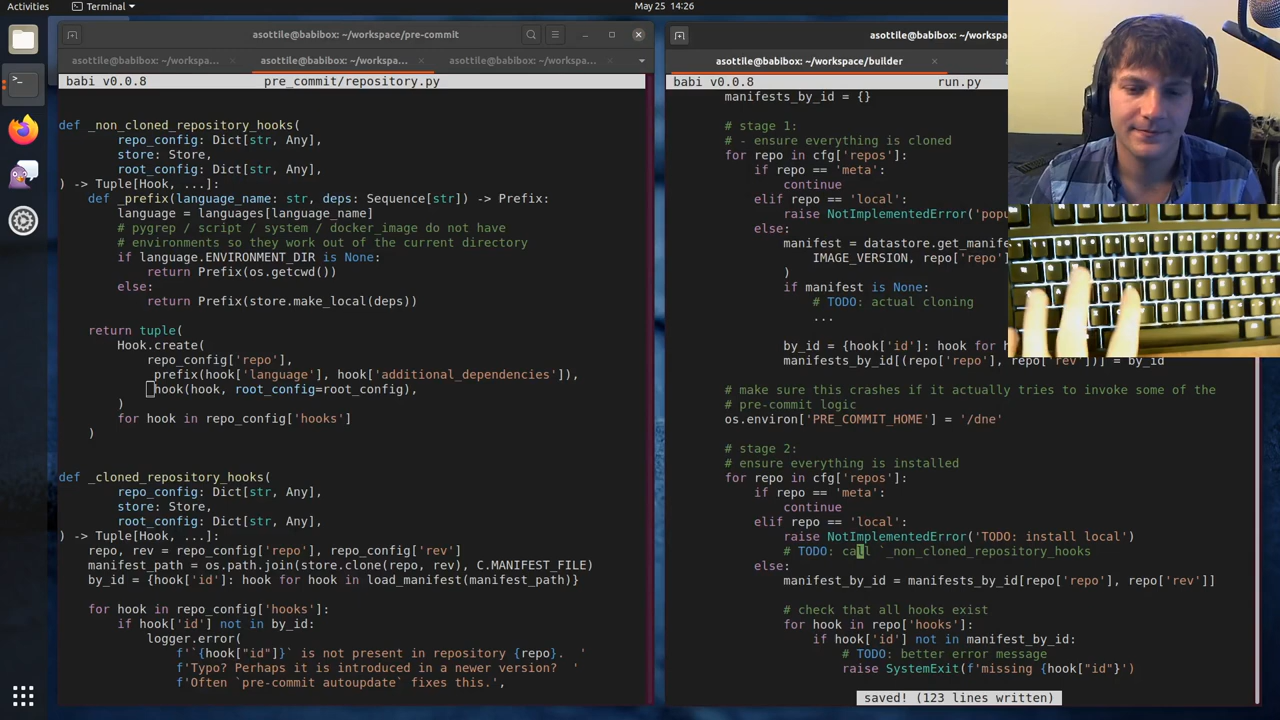 Activities
Terminal
May 25 14:26
asottile@babibox: ~/workspace/pre-commit
asottile@babibox: ~/workspa…
asottile@babibox: ~/workspa…
asottile@babibox: ~/workspa…
babi v0.0.8 pre_commit/repository.py
def _non_cloned_repository_hooks(
repo_config: Dict[str, Any],
store: Store,
root_config: Dict[str, Any],
) -> Tuple[Hook, ...]:
def _prefix(language_name: str, deps: Sequence[str]) -> Prefix:
language = languages[language_name]
# pygrep / script / system / docker_image do not have
# environments so they work out of the current directory
if language.ENVIRONMENT_DIR is None:
return Prefix(os.getcwd())
else:
return Prefix(store.make_local(deps))
return tuple(
Hook.create(
repo_config['repo'],
_prefix(hook['language'], hook['additional_dependencies']),
_hook(hook, root_config=root_config),
)
for hook in repo_config['hooks']
)
def _cloned_repository_hooks(
repo_config: Dict[str, Any],
store: Store,
root_config: Dict[str, Any],
) -> Tuple[Hook, ...]:
repo, rev = repo_config['repo'], repo_config['rev']
manifest_path = os.path.join(store.clone(repo, rev), C.MANIFEST_FILE)
by_id = {hook['id']: hook for hook in load_manifest(manifest_path)}
for hook in repo_config['hooks']:
if hook['id'] not in by_id:
logger.error(
f'`{hook["id"]}` is not present in repository {repo}. '
f'Typo? Perhaps it is introduced in a newer version? '
f'Often `pre-commit autoupdate` fixes this.',
asottile@babibox: ~/wo
asottile@babibox: ~/workspace/builder
babi v0.0.8 run.py
manifests_by_id = {}
# stage 1:
# - ensure everything is cloned
for repo in cfg['repos']:
if repo == 'meta':
continue
elif repo == 'local':
raise NotImplementedError('popu
else:
manifest = datastore.get_manife
IMAGE_VERSION, repo['repo']
)
if manifest is None:
# TODO: actual cloning
...
by_id = {hook['id']: hook for h
manifests_by_id[(repo['repo'], repo['rev'])] = by_id
# make sure this crashes if it actually tries to invoke some of the
# pre-commit logic
os.environ['PRE_COMMIT_HOME'] = '/dne'
# stage 2:
# ensure everything is installed
for repo in cfg['repos']:
if repo == 'meta':
continue
elif repo == 'local':
raise NotImplementedError('TODO: install local')
# TODO: call `_non_cloned_repository_hooks
else:
manifest_by_id = manifests_by_id[repo['repo'], repo['rev']]
# check that all hooks exist
for hook in repo['hooks']:
if hook['id'] not in manifest_by_id:
# TODO: better error message
raise SystemExit(f'missing {hook["id"}')
saved! (123 lines written)